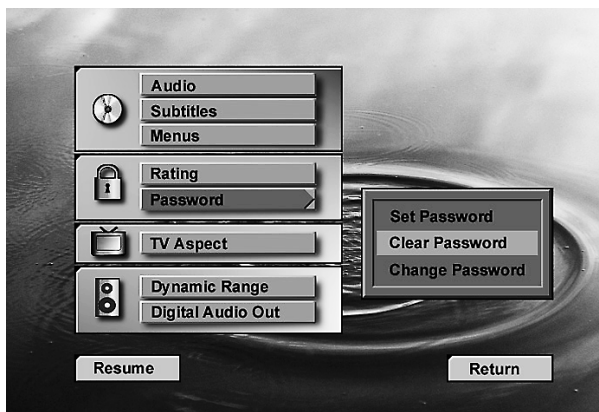 Audio
Subtitles
Menus
Rating
Password
TV Aspect
Dynamic Range
Digital Audio Out
Set Password
Clear Password
Change Password
Resume
Return